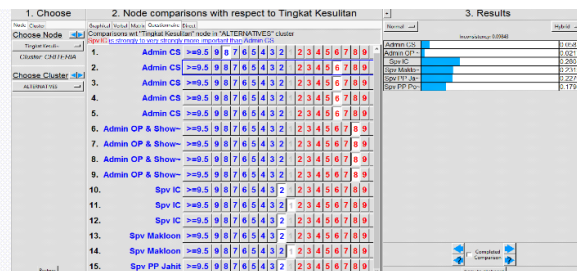 1. Choose
Node Cluster
Choose Node
Tingkat Kesulit~
Cluster: CRITERIA
Choose Cluster
ALTERNATIVES
2. Node comparisons with respect to Tingkat Kesulitan
Graphical Verbal Matrix Questionnaire Direct
Comparisons wrt "Tingkat Kesulitan" node in "ALTERNATIVES" cluster
Spv IC is strongly to very strongly more important than Admin CS
1. Admin CS >=9.5 9 8 7 6 5 4 3 2 2 3 4 5 6 7 8 9
2. Admin CS >=9.5 9 8 7 6 5 4 3 2 2 3 4 5 6 7 8 9
3. Admin CS >=9.5 9 8 7 6 5 4 3 2 2 3 4 5 6 7 8 9
4. Admin CS >=9.5 9 8 7 6 5 4 3 2 2 3 4 5 6 7 8 9
5. Admin CS >=9.5 9 8 7 6 5 4 3 2 2 3 4 5 6 7 8 9
6. Admin OP & Show~ >=9.5 9 8 7 6 5 4 3 2 2 3 4 5 6 7 8 9
7. Admin OP & Show~ >=9.5 9 8 7 6 5 4 3 2 2 3 4 5 6 7 8 9
8. Admin OP & Show~ >=9.5 9 8 7 6 5 4 3 2 2 3 4 5 6 7 8 9
9. Admin OP & Show~ >=9.5 9 8 7 6 5 4 3 2 2 3 4 5 6 7 8 9
10. Spv IC >=9.5 9 8 7 6 5 4 3 2 2 3 4 5 6 7 8 9
11. Spv IC >=9.5 9 8 7 6 5 4 3 2 2 3 4 5 6 7 8 9
12. Spv IC >=9.5 9 8 7 6 5 4 3 2 2 3 4 5 6 7 8 9
13. Spv Makloon >=9.5 9 8 7 6 5 4 3 2 2 3 4 5 6 7 8 9
14. Spv Makloon >=9.5 9 8 7 6 5 4 3 2 2 3 4 5 6 7 8 9
15. Spv PP Jahit >=9.5 9 8 7 6 5 4 3 2 2 3 4 5 6 7 8 9
3. Results
Normal Hybrid
Admin CS 0.058
Admin OP ~ 0.021
Spv IC
Spv Makloo~ 0.231
Spv PP Ja~ 0.227
Spv PP Po~ 0.179
Completed
Comparison